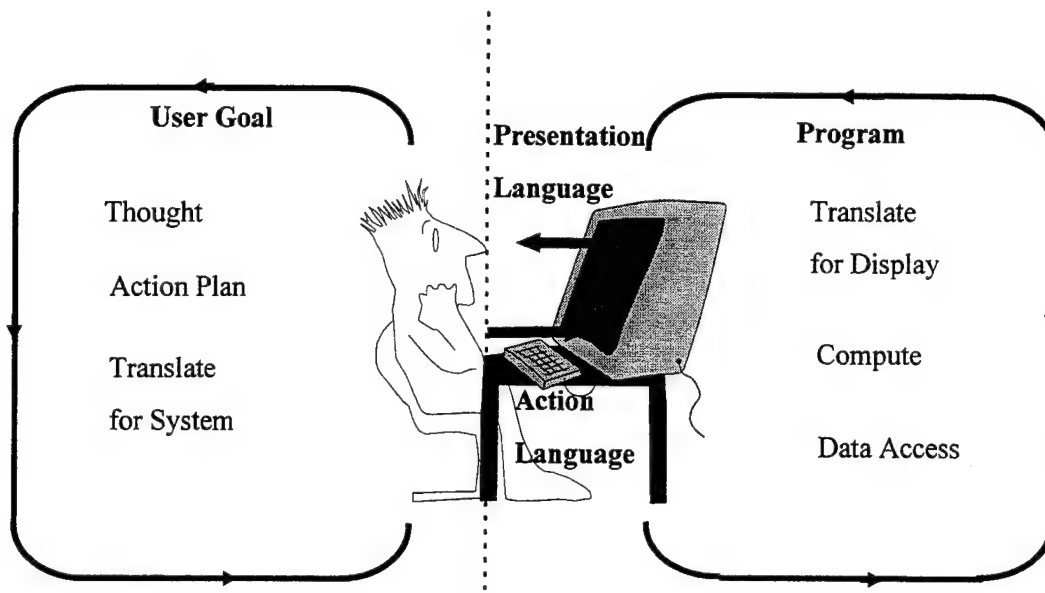 User Goal
Thought
Action Plan
Translate
for System
Presentation
Language
Action
Language
Program
Translate
for Display
Compute
Data Access